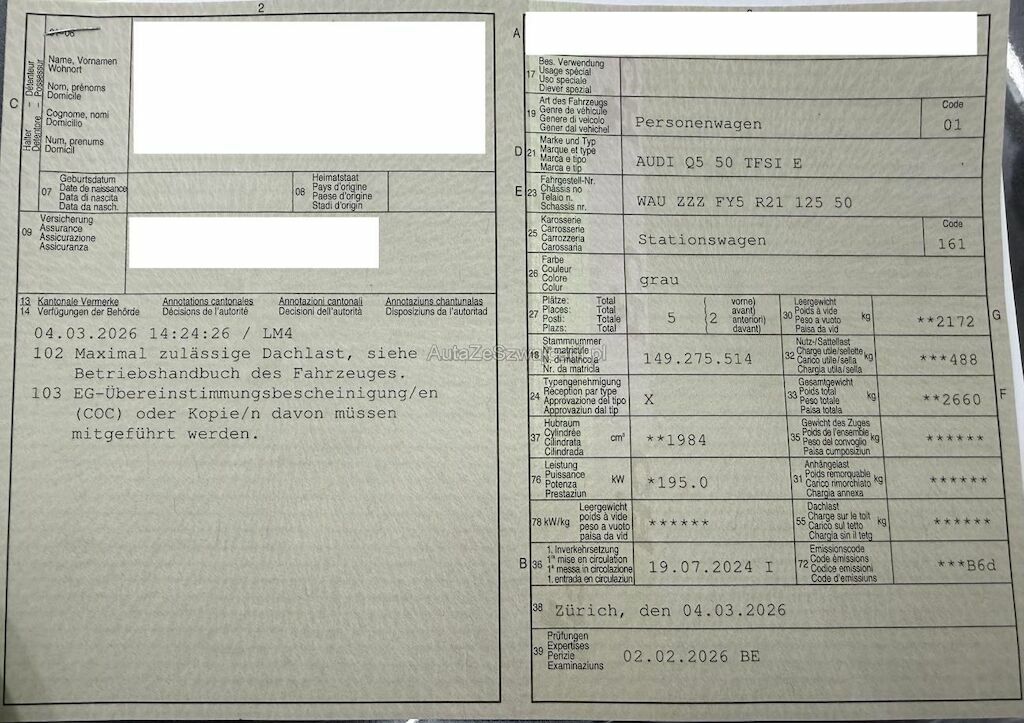 2
01-06
C
Halter – Détenteur
Detentore – Possessur
Name, Vornamen
Wohnort
Nom, prénoms
Domicile
Cognome, nomi
Domicilio
Num, prenums
Domicil
07
Geburtsdatum
Date de naissance
Data di nascita
Data da nasch.
08
Heimatstaat
Pays d'origine
Paese d'origine
Stadi d'origin
09
Versicherung
Assurance
Assicurazione
Assicuranza
13 Kantonale Vermerke Annotations cantonales Annotazioni cantonali Annotaziuns chantunalas
14 Verfügungen der Behörde Décisions de l'autorité Decisioni dell'autorità Disposiziuns da l'autoritad
04.03.2026 14:24:26 / LM4
102 Maximal zulässige Dachlast, siehe
Betriebshandbuch des Fahrzeuges.
103 EG-Übereinstimmungsbescheinigung/en
(COC) oder Kopie/n davon müssen
mitgeführt werden.
A
17
Bes. Verwendung
Usage spécial
Uso speciale
Diever spezial
19
Art des Fahrzeugs
Genre de véhicule
Genere di veicolo
Gener dal vehichel
Personenwagen
Code
01
D 21
Marke und Typ
Marque et type
Marca e tipo
Marca e tip
AUDI Q5 50 TFSI E
E 23
Fahrgestell-Nr.
Châssis no
Telaio n.
Schassis nr.
WAU ZZZ FY5 R21 125 50
25
Karosserie
Carrosserie
Carrozzeria
Carossaria
Stationswagen
Code
161
26
Farbe
Couleur
Colore
Colur
grau
27
Plätze: Total
Places: Total
Posti: Totale
Plazs: Total
5
(2
vorne)
avant)
anteriori)
davant)
30
Leergewicht
Poids à vide
Peso a vuoto
Paisa da vid
kg
**2172
G
18
Stammnummer
N° matricule
N. di matricola
Nr. da matricla
149.275.514
32
Nutz-/Sattellast
Charge utile/sellette
Carico utile/sella
Chargia utila/sella
kg
***488
24
Typengenehmigung
Réception par type
Approvazione del tipo
Approvaziun dal tip
X
33
Gesamtgewicht
Poids total
Peso totale
Paisa totala
kg
**2660
F
37
Hubraum
Cylindrée
Cilindrata
Cilindrada
cm³
**1984
35
Gewicht des Zuges
Poids de l'ensemble
Peso del convoglio
Paisa cumposiziun
kg
******
76
Leistung
Puissance
Potenza
Prestaziun
kW
*195.0
31
Anhängelast
Poids remorquable
Carico rimorchiato
Chargia annexa
kg
******
78 kW/kg
Leergewicht
poids à vide
peso a vuoto
paisa da vid
******
55
Dachlast
Charge sur le toit
Carico sul tetto
Chargia sin il tetg
kg
******
B 36
1. Inverkehrsetzung
1re mise en circulation
1a messa in circolazione
1. entrada en circulaziun
19.07.2024 I
72
Emissionscode
Code émissions
Codice emissioni
Code d'emissiuns
***B6d
38
Zürich, den 04.03.2026
39
Prüfungen
Expertises
Perizie
Examinaziuns
02.02.2026 BE